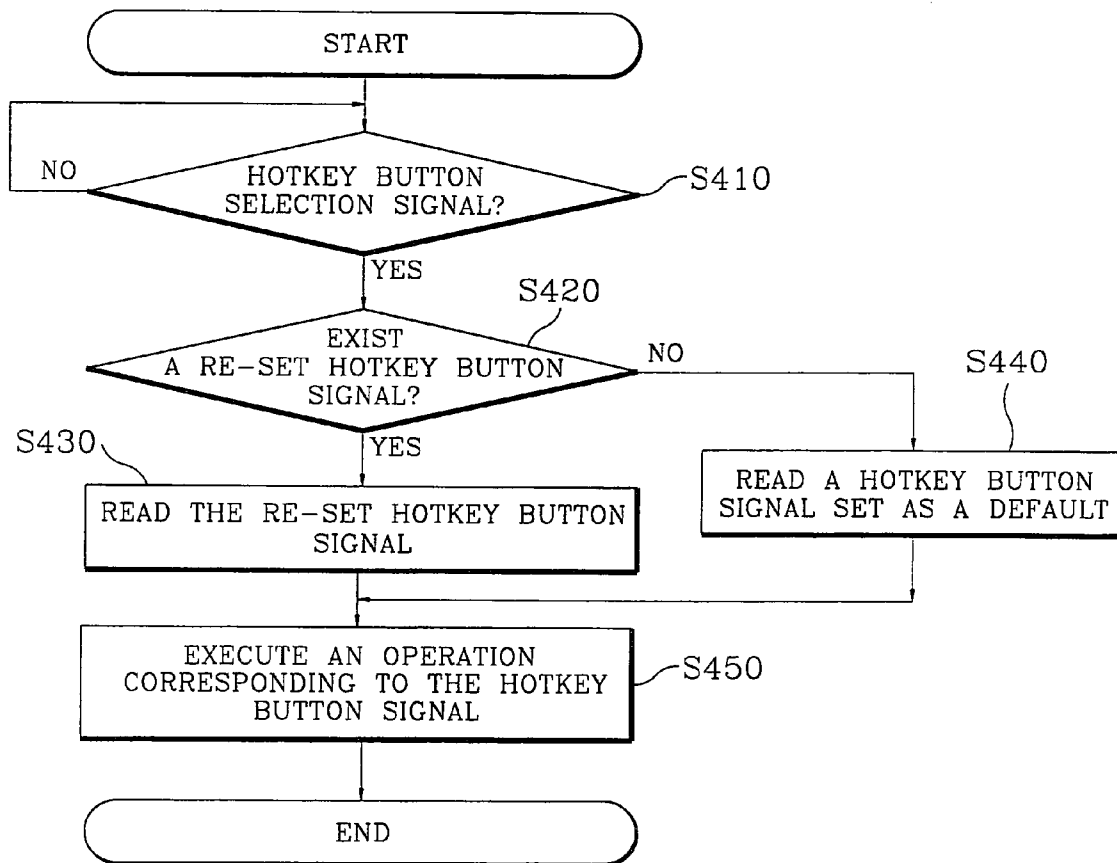 START
NO
HOTKEY BUTTON
SELECTION SIGNAL?
S410
YES
S420
EXIST
A RE-SET HOTKEY BUTTON
SIGNAL?
NO
S440
S430
YES
READ A HOTKEY BUTTON
SIGNAL SET AS A DEFAULT
READ THE RE-SET HOTKEY BUTTON
SIGNAL
EXECUTE AN OPERATION
CORRESPONDING TO THE HOTKEY
BUTTON SIGNAL
S450
END